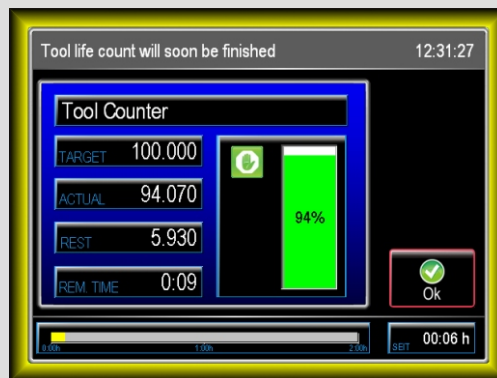 Tool life count will soon be finished 12:31:27
Tool Counter
TARGET 100.000
ACTUAL 94.070
REST 5.930
REM. TIME 0:09
94%
Ok
0:00h 1:00h 2:00h
SEIT 00:06 h